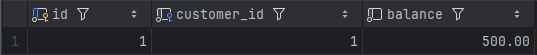 id customer_id balance
1 1 1 500.00